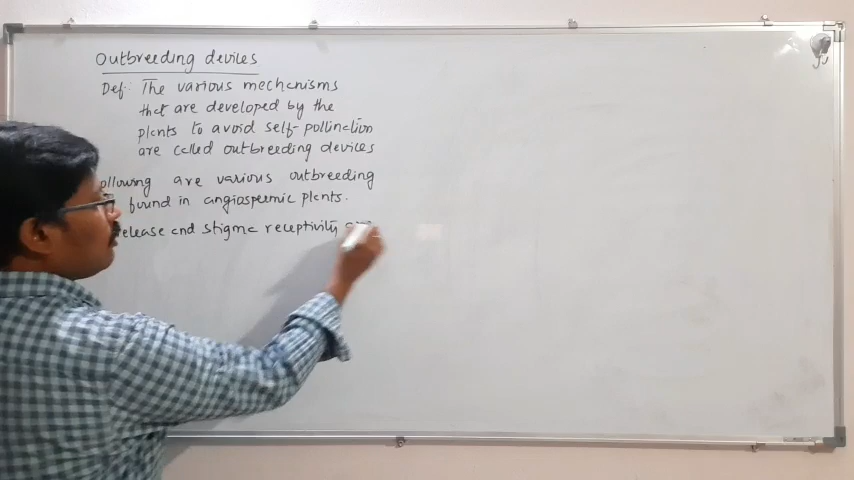 Outbreeding devices
Def: The various mechanisms
that are developed by the
plants to avoid self-pollination
are called outbreeding devices
ollowing are various outbreeding
found in angiospermic plants.
release and stigma receptivity